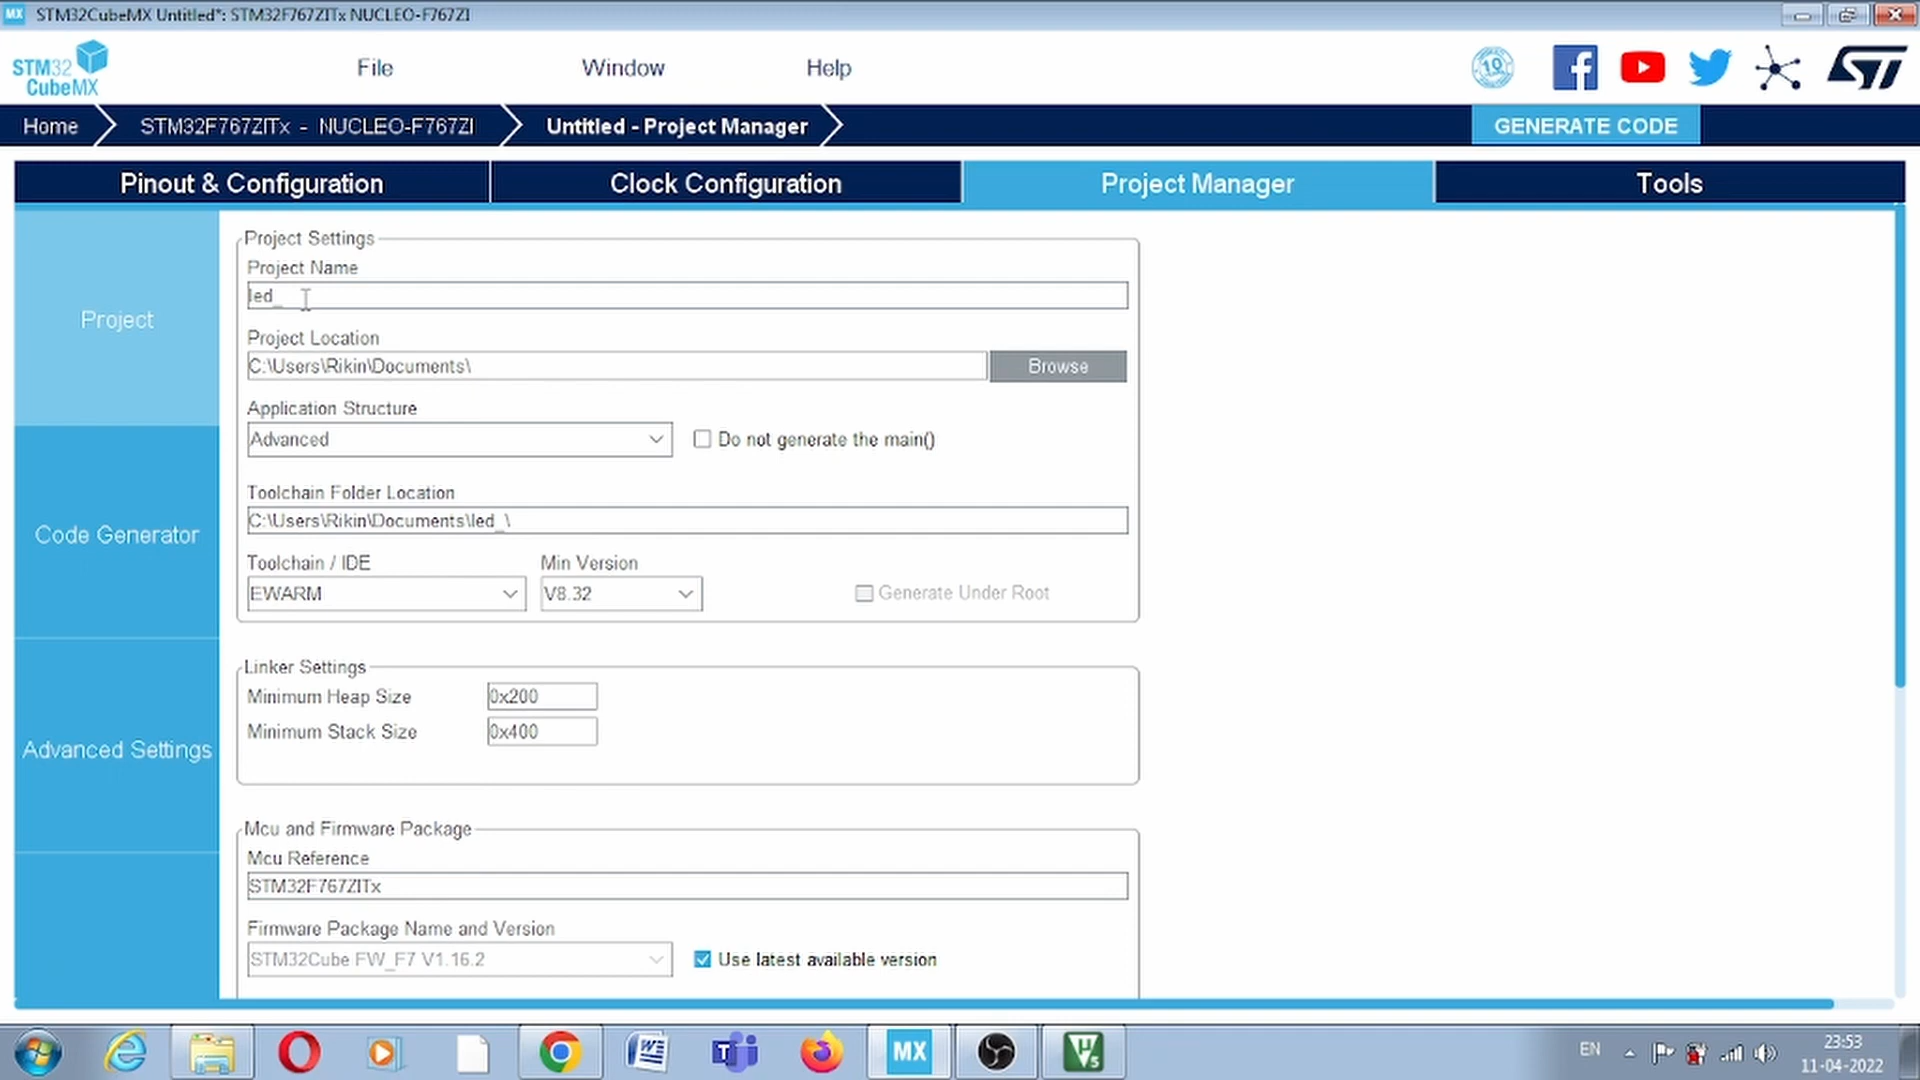 MX STM32CubeMX Untitled*: STM32F767ZITx NUCLEO-F767ZI
STM32
CubeMX
File
Window
Help
10
Home
STM32F767ZITx - NUCLEO-F767ZI
Untitled - Project Manager
GENERATE CODE
Pinout & Configuration
Clock Configuration
Project Manager
Tools
Project
Code Generator
Advanced Settings
Project Settings
Project Name
led_
Project Location
C:\Users\Rikin\Documents\
Browse
Application Structure
Advanced
Do not generate the main()
Toolchain Folder Location
C:\Users\Rikin\Documents\led_\
Toolchain / IDE
Min Version
EWARM
V8.32
Generate Under Root
Linker Settings
Minimum Heap Size
0x200
Minimum Stack Size
0x400
Mcu and Firmware Package
Mcu Reference
STM32F767ZITx
Firmware Package Name and Version
STM32Cube FW_F7 V1.16.2
Use latest available version
MX
EN
23:53
11-04-2022